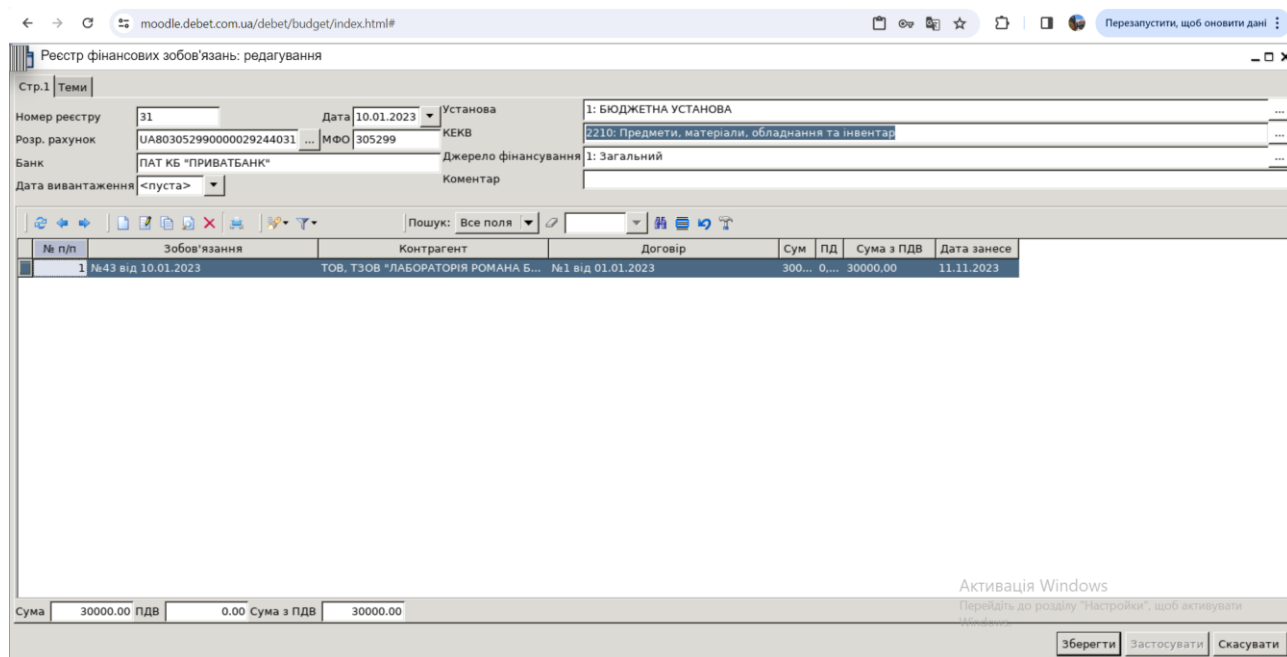 moodle.debet.com.ua/debet/budget/index.html#
Перезапустити, щоб оновити дані
Реєстр фінансових зобов'язань: редагування
Стр.1 Теми
Номер реєстру 31 Дата 10.01.2023 Установа 1: БЮДЖЕТНА УСТАНОВА ...
Розр. рахунок UA803052990000029244031 ... МФО 305299 КЕКВ 2210: Предмети, матеріали, обладнання та інвентар ...
Банк ПАТ КБ "ПРИВАТБАНК" Джерело фінансування 1: Загальний ...
Дата вивантаження <пуста> Коментар
Пошук: Все поля
№ п/п Зобов'язання Контрагент Договір Сум ПД Сума з ПДВ Дата занесе
1 №43 від 10.01.2023 ТОВ, ТЗОВ "ЛАБОРАТОРІЯ РОМАНА Б... №1 від 01.01.2023 300... 0,... 30000,00 11.11.2023
Активація Windows
Перейдіть до розділу "Настройки", щоб активувати
Windows.
Сума 30000.00 ПДВ 0.00 Сума з ПДВ 30000.00
Зберегти Застосувати Скасувати